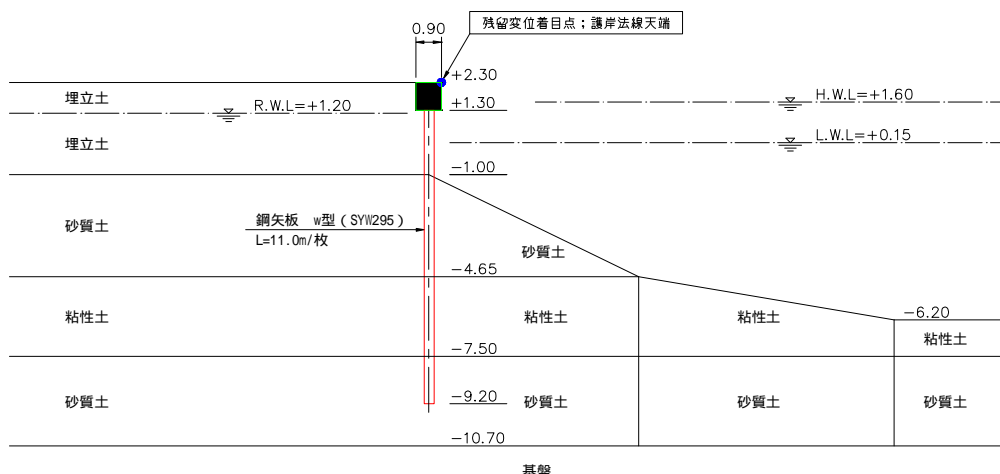 残留変位着目点；護岸法線天端
0.90
+2.30
埋立土
R.W.L=+1.20
+1.30
H.W.L=+1.60
L.W.L=+0.15
埋立土
-1.00
鋼矢板 w型（SYW295）
L=11.0m/枚
砂質土
砂質土
-4.65
粘性土
粘性土
粘性土
-6.20
粘性土
-7.50
砂質土
-9.20
砂質土
砂質土
砂質土
-10.70
基盤